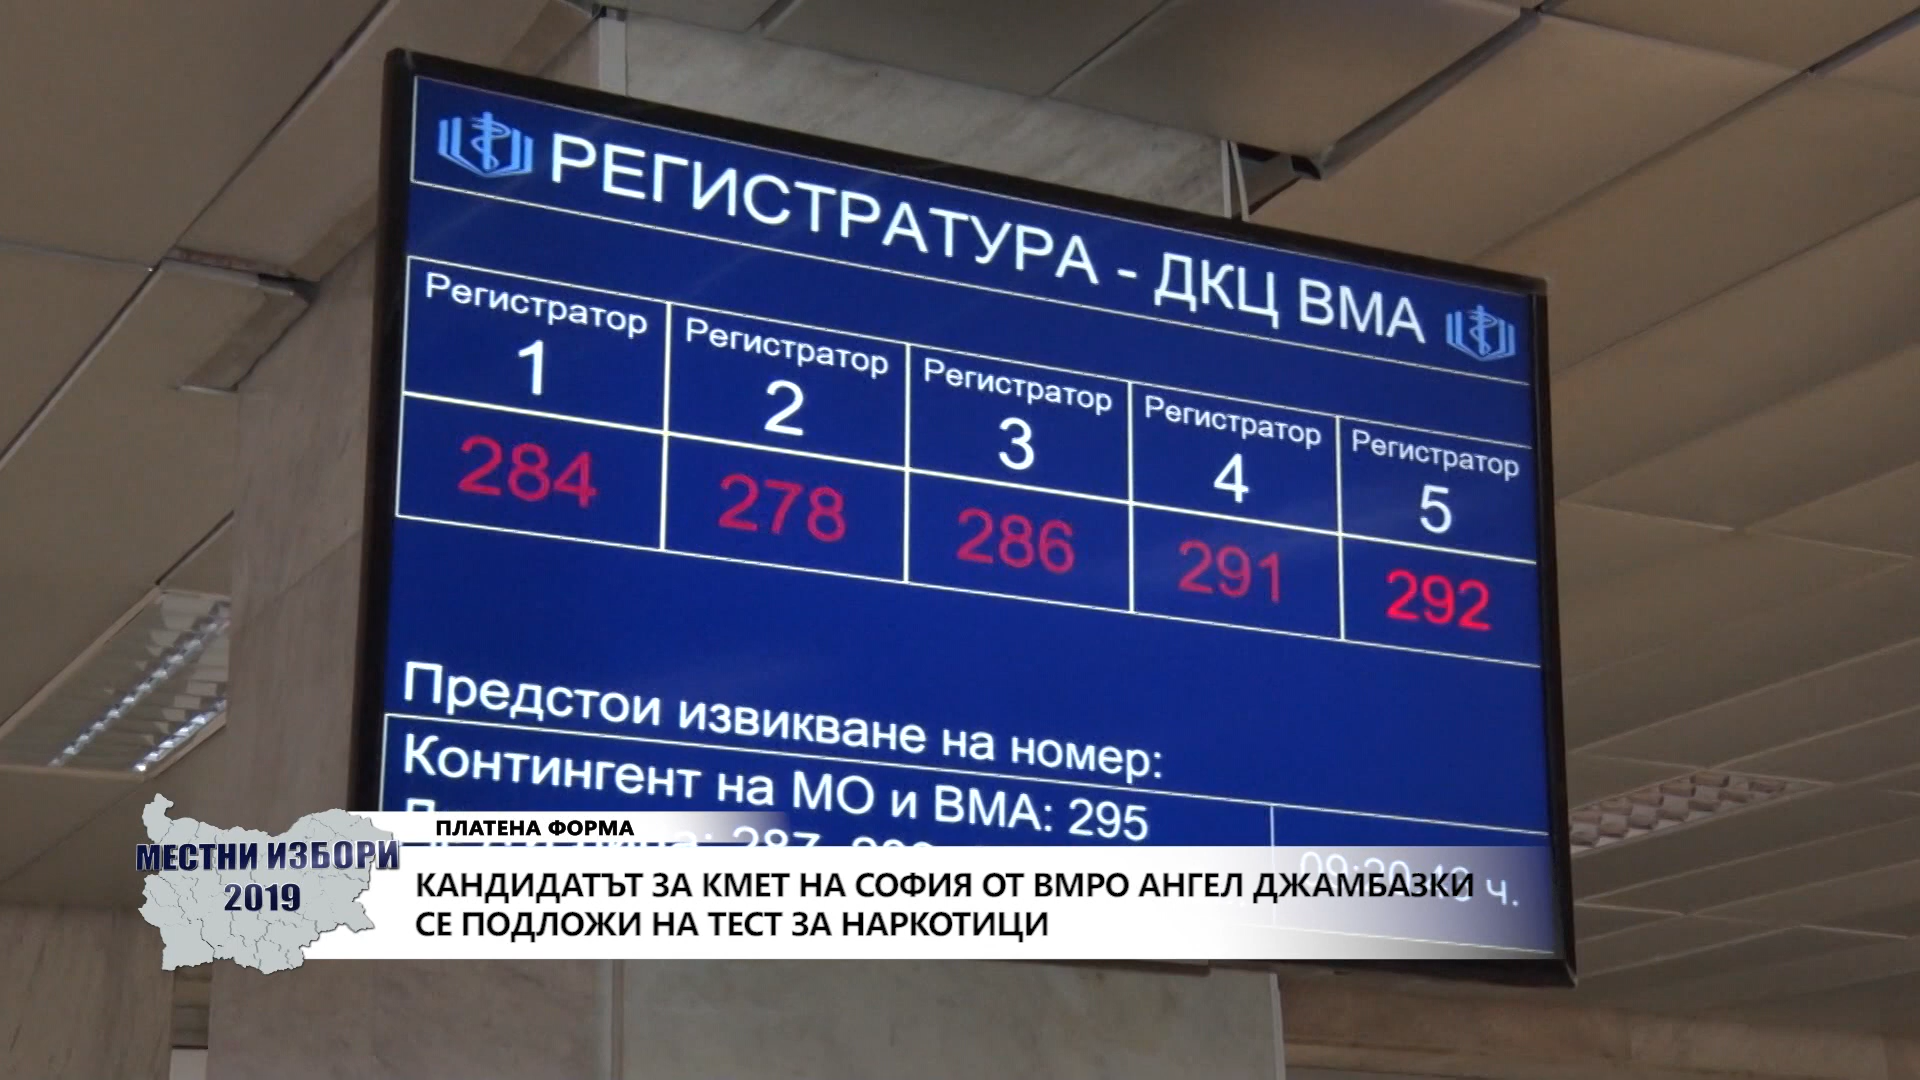 РЕГИСТРАТУРА - ДКЦ ВМА
Регистратор Регистратор Регистратор Регистратор Регистратор
1 2 3 4 5
284 278 286 291 292
Предстои извикване на номер:
Контингент на МО и ВМА: 295
287,
ч.
ПЛАТЕНА ФОРМА
МЕСТНИ ИЗБОРИ
2019
КАНДИДАТЪТ ЗА КМЕТ НА СОФИЯ ОТ ВМРО АНГЕЛ ДЖАМБАЗКИ
СЕ ПОДЛОЖИ НА ТЕСТ ЗА НАРКОТИЦИ